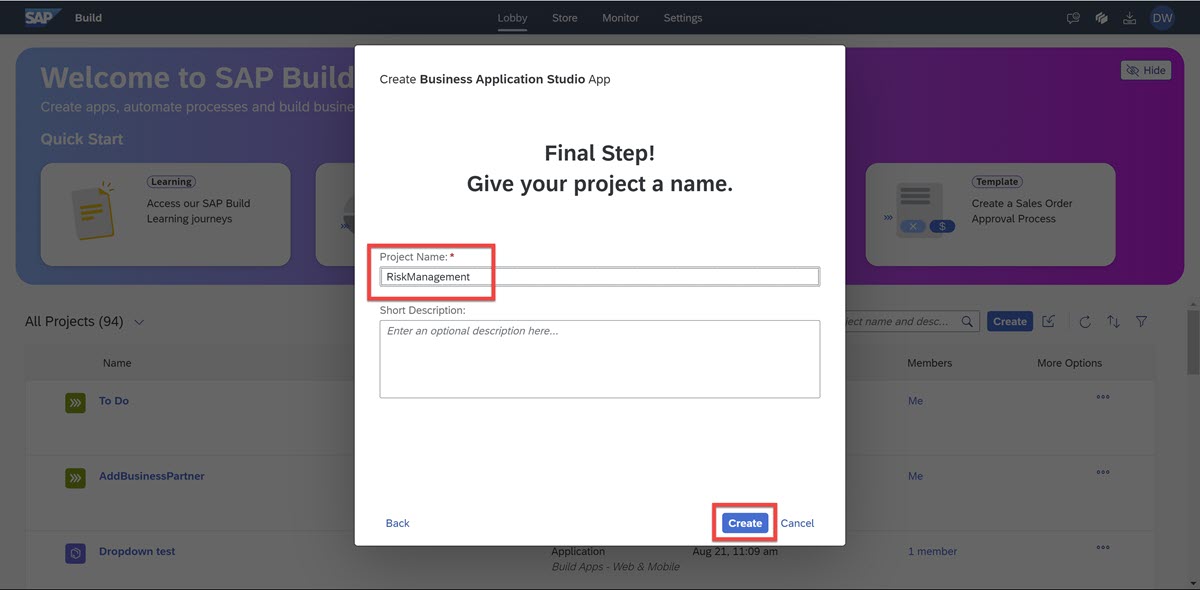 SAP Build Lobby Store Monitor Settings DW
Welcome to SAP Build
Create apps, automate processes and build
Hide
Quick Start
Learning
Access our SAP Build
Learning journeys
Template
Create a Sales Order
Approval Process
Create Business Application Studio App
Final Step!
Give your project a name.
Project Name: *
RiskManagement
Short Description:
Enter an optional description here...
Back Create Cancel
All Projects (94) name and desc... Create
Name Members More Options
To Do Me
AddBusinessPartner Me
Dropdown test Application Aug 21, 11:09 am 1 member
Build Apps - Web & Mobile